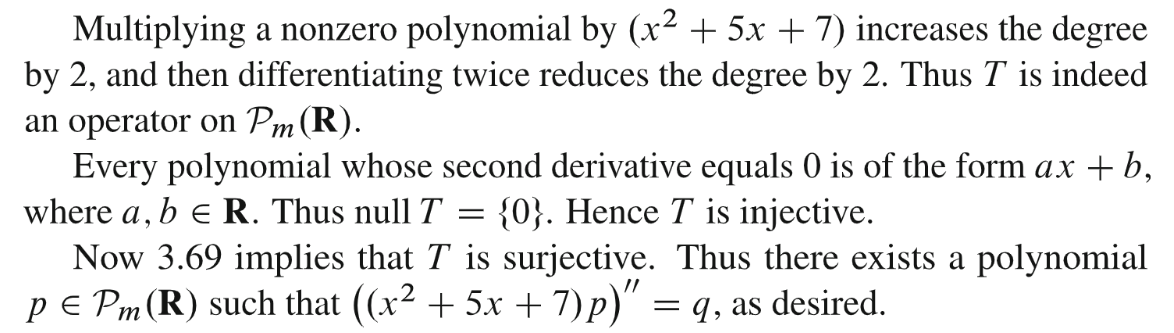 Multiplying a nonzero polynomial by (x² + 5x + 7) increases the degree
by 2, and then differentiating twice reduces the degree by 2. Thus T is indeed
an operator on 𝒫ₘ(R).
Every polynomial whose second derivative equals 0 is of the form ax + b,
where a, b ∈ R. Thus null T = {0}. Hence T is injective.
Now 3.69 implies that T is surjective. Thus there exists a polynomial
p ∈ 𝒫ₘ(R) such that ((x² + 5x + 7)p)″ = q, as desired.